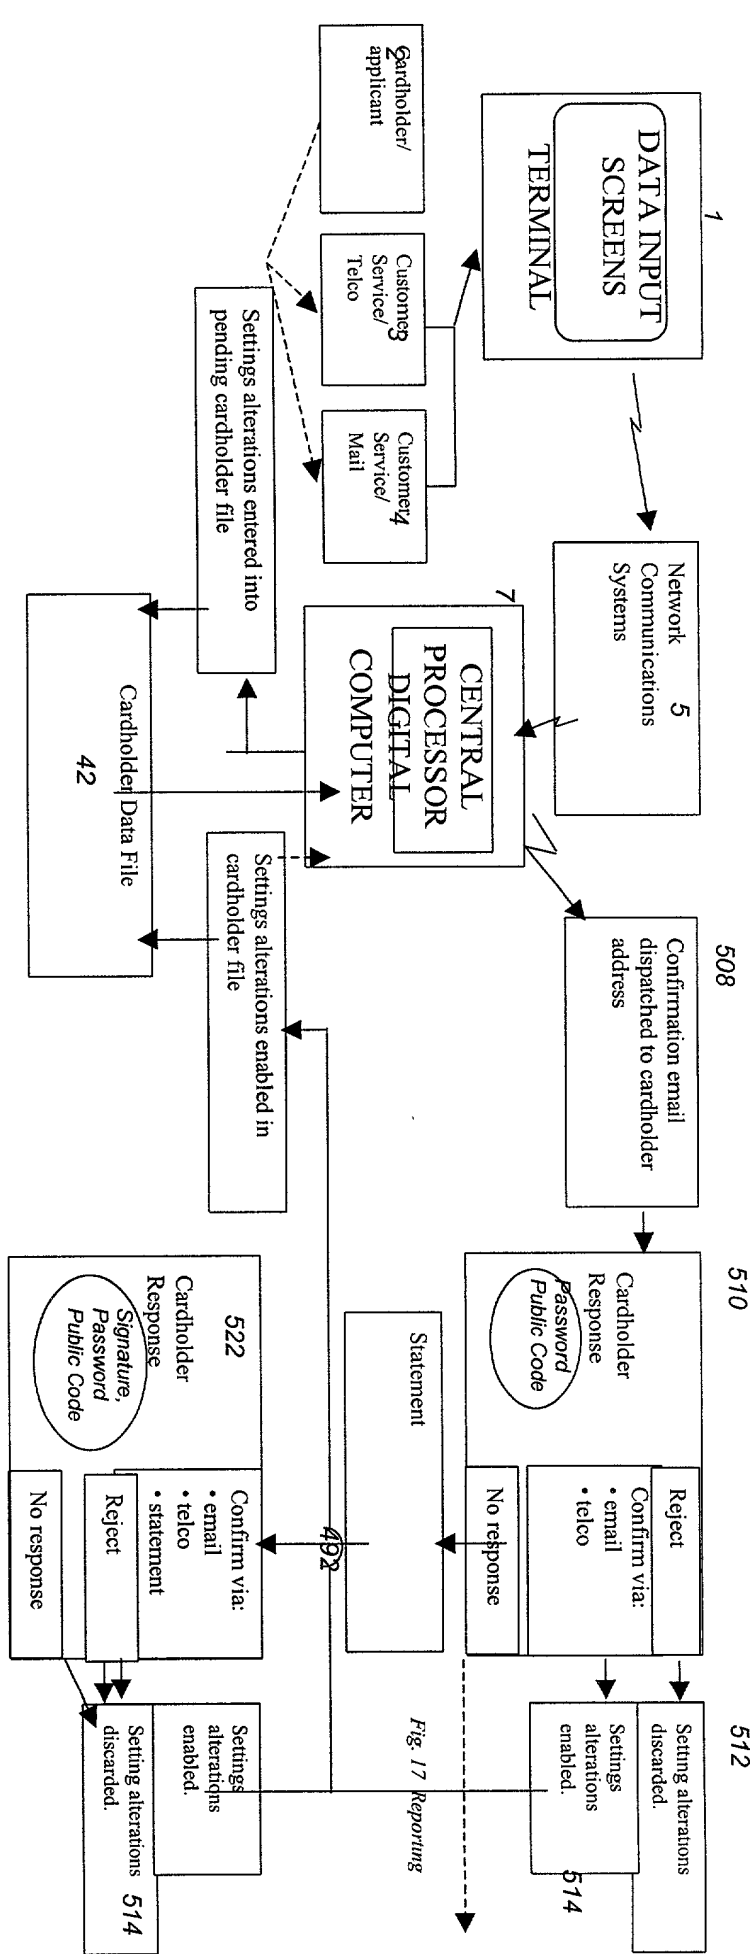 1
DATA INPUT
SCREENS
TERMINAL
2
Cardholder/
applicant
3
Customer
Service/
Telco
4
Customer
Service/
Mail
Network
Communications
Systems
5
7
CENTRAL
PROCESSOR
DIGITAL
COMPUTER
Settings alterations entered into
pending cardholder file
Cardholder Data File
42
Settings alterations enabled in
cardholder file
508
Confirmation email
dispatched to cardholder
address
510
Cardholder
Response
Password
Public Code
Reject
Confirm via:
• email
• telco
No response
512
Setting alterations
discarded.
Settings
alterations
enabled.
514
Statement
492
522
Cardholder
Response
Signature,
Password
Public Code
Confirm via:
• email
• telco
• statement
Reject
No response
Settings
alterations
enabled.
Setting alterations
discarded.
514
Fig. 17 Reporting